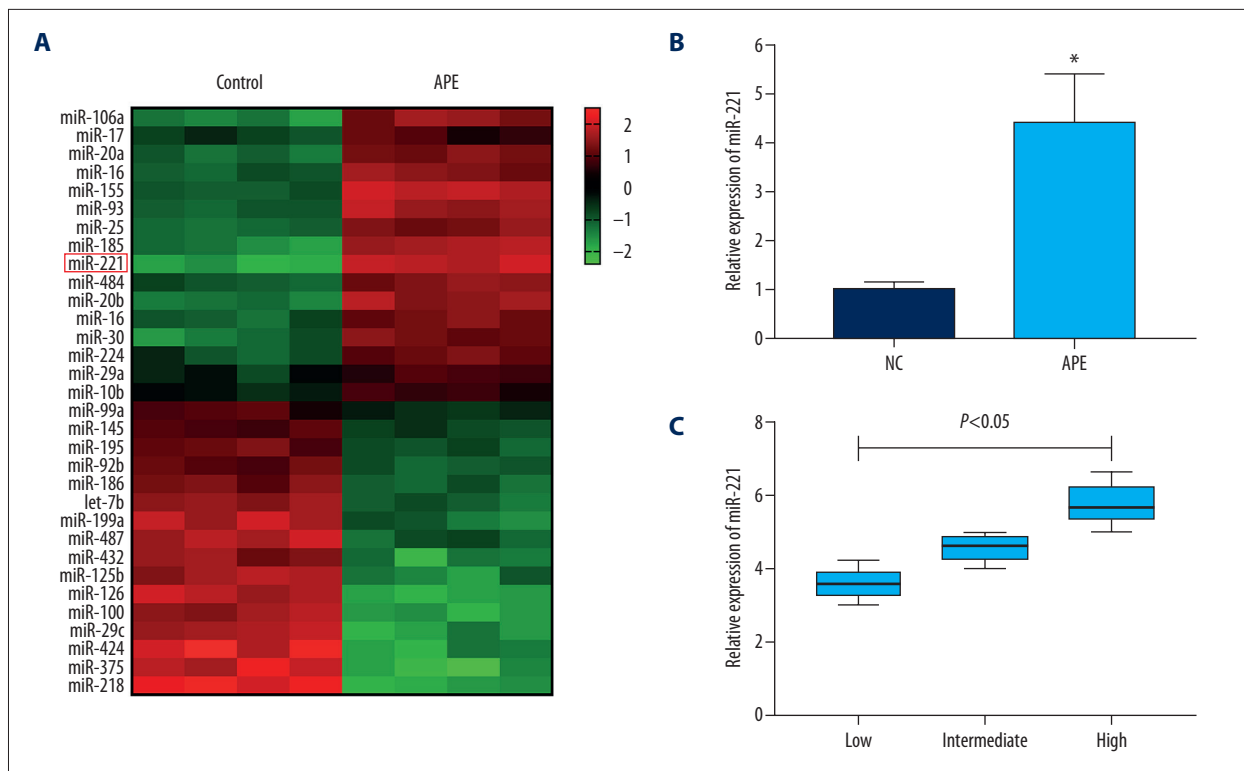 A
Control APE
miR-106a
miR-17
miR-20a
miR-16
miR-155
miR-93
miR-25
miR-185
miR-221
miR-484
miR-20b
miR-16
miR-30
miR-224
miR-29a
miR-10b
miR-99a
miR-145
miR-195
miR-92b
miR-186
let-7b
miR-199a
miR-487
miR-432
miR-125b
miR-126
miR-100
miR-29c
miR-424
miR-375
miR-218
2
1
0
−1
−2
B
Relative expression of miR-221
6
5
4
3
2
1
0
*
NC APE
C
Relative expression of miR-221
8
6
4
2
0
P<0.05
Low Intermediate High